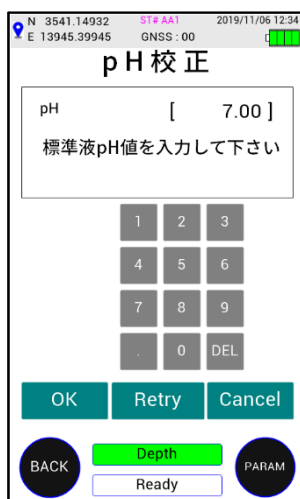 N 3541.14932 ST# AA1 2019/11/06 12:34
E 13945.39945 GNSS : 00
pH校正
pH [ 7.00 ]
標準液pH値を入力して下さい
1 2 3
4 5 6
7 8 9
. 0 DEL
OK Retry Cancel
Depth
BACK PARAM
Ready